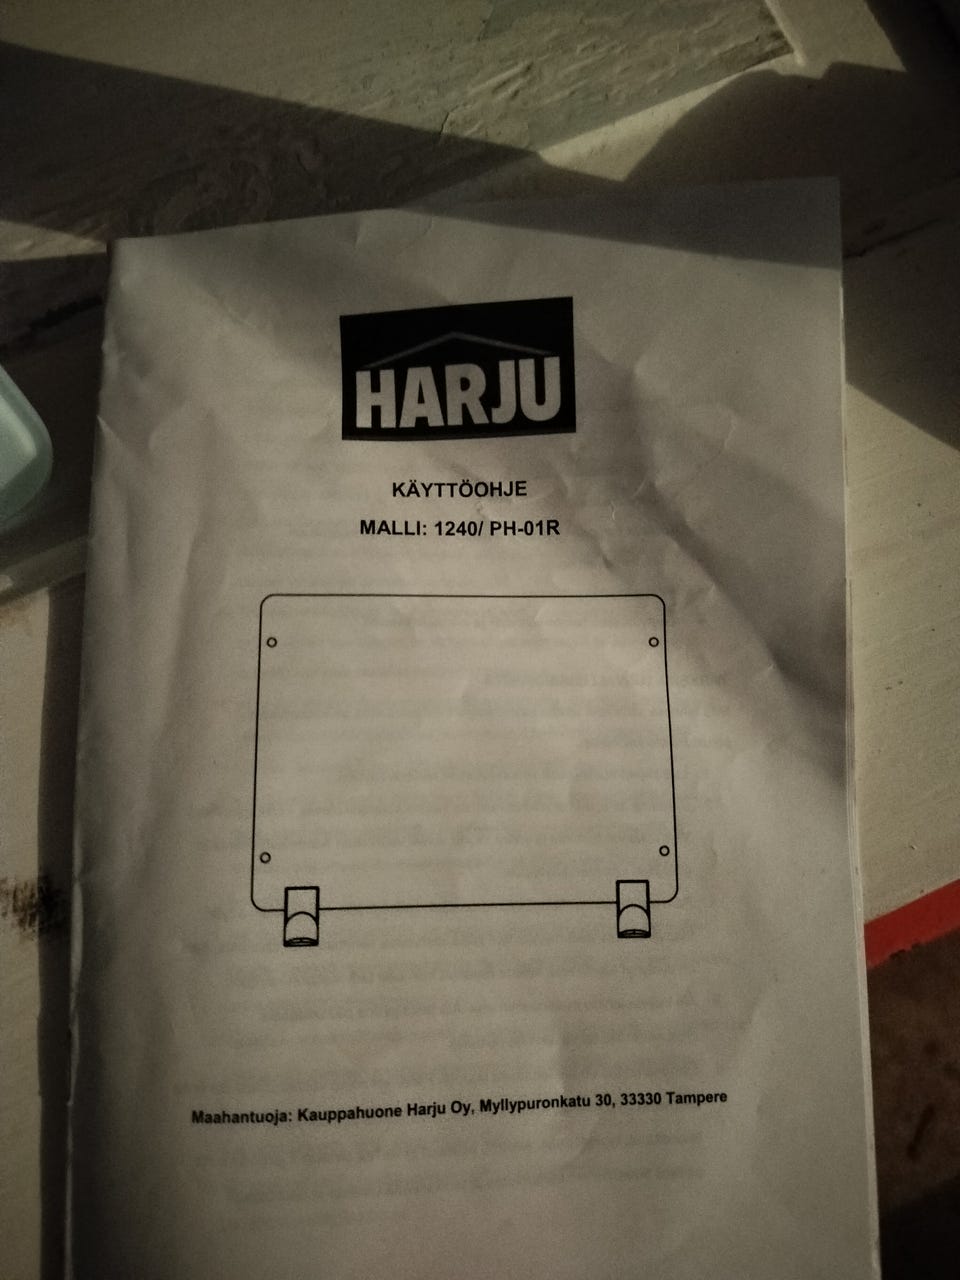 HARJU
KÄYTTÖOHJE
MALLI: 1240/ PH-01R
Maahantuoja: Kauppahuone Harju Oy, Myllypuronkatu 30, 33330 Tampere